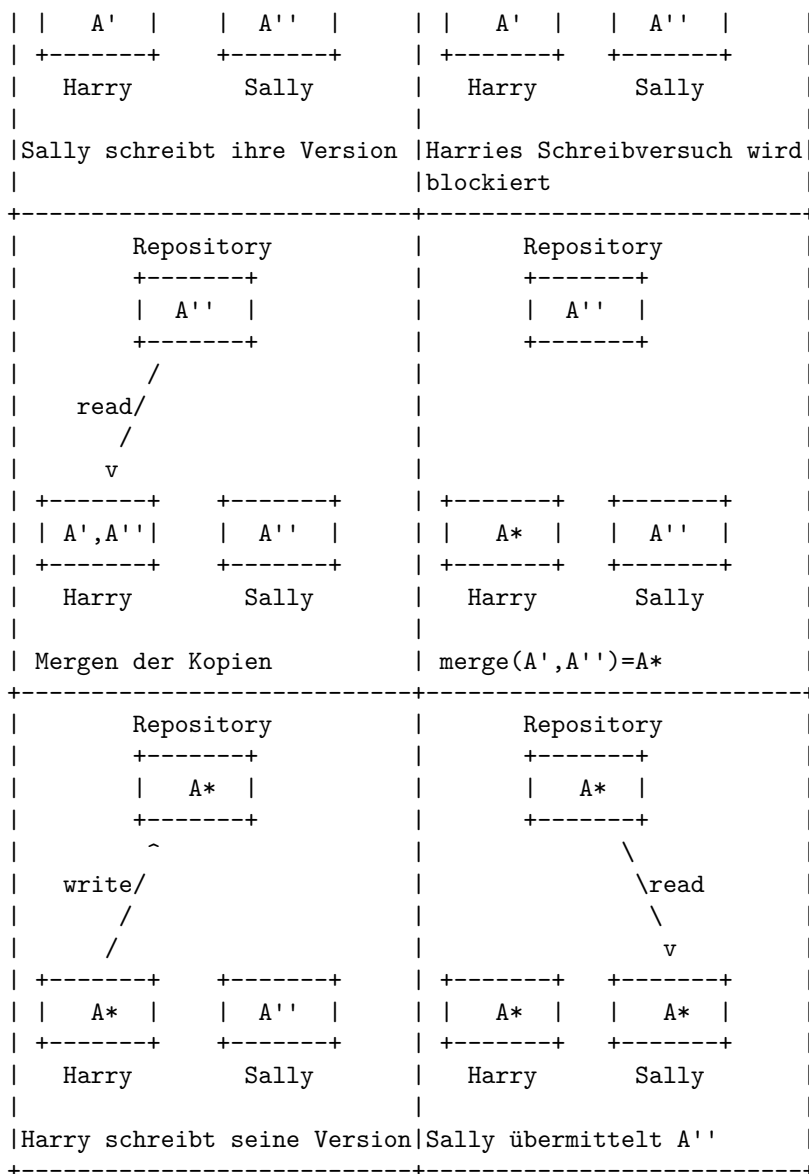 | |   A'  |     |  A''  |     | |   A'  |   |  A''  |     |
| +-------+    +-------+     | +-------+   +-------+     |
|   Harry        Sally       |   Harry       Sally       |
|                            |                           |
|Sally schreibt ihre Version |Harries Schreibversuch wird|
|                            |blockiert                  |
+----------------------------+---------------------------+
|        Repository          |       Repository          |
|        +-------+           |       +-------+           |
|        |  A''  |           |       |  A''  |           |
|        +-------+           |       +-------+           |
|         /                  |                           |
|    read/                   |                           |
|       /                    |                           |
|      v                     |                           |
| +-------+    +-------+     | +-------+   +-------+     |
| | A',A''|    |  A''  |     | |   A*  |   |  A''  |     |
| +-------+    +-------+     | +-------+   +-------+     |
|   Harry        Sally       |   Harry       Sally       |
|                            |                           |
| Mergen der Kopien          | merge(A',A'')=A*          |
+----------------------------+---------------------------+
|        Repository          |       Repository          |
|        +-------+           |       +-------+           |
|        |   A*  |           |       |   A*  |           |
|        +-------+           |       +-------+           |
|         ^                  |              \            |
|   write/                   |               \read       |
|       /                    |                \          |
|      /                     |                 v         |
| +-------+    +-------+     | +-------+   +-------+     |
| |   A*  |    |  A''  |     | |   A*  |   |   A*  |     |
| +-------+    +-------+     | +-------+   +-------+     |
|   Harry        Sally       |   Harry       Sally       |
|                            |                           |
|Harry schreibt seine Version|Sally übermittelt A''      |
+----------------------------+---------------------------+